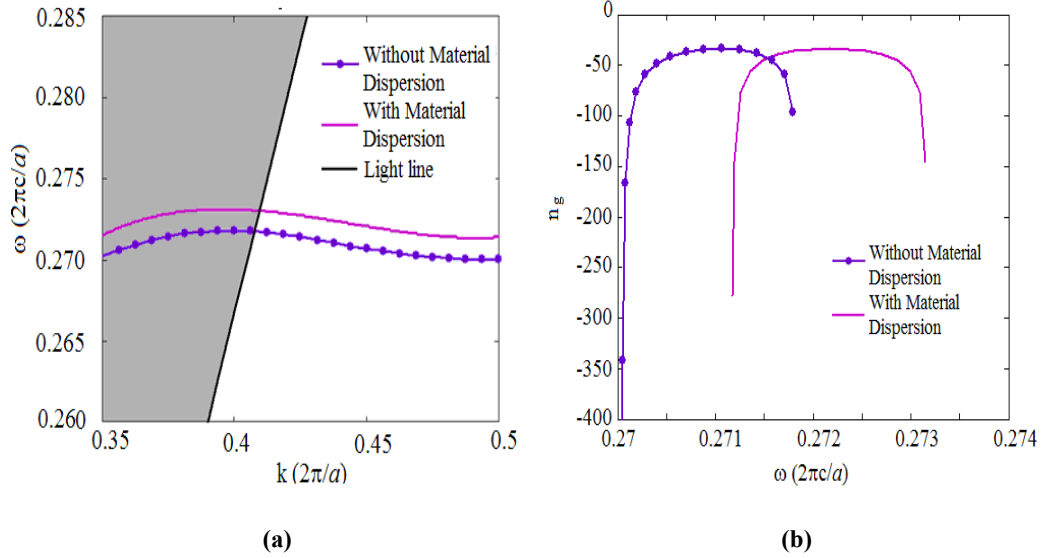 0.285
0.280
0.275
0.270
0.265
0.260
ω (2πc/a)
0.35
0.4
0.45
0.5
k (2π/a)
Without Material
Dispersion
With Material
Dispersion
Light line
(a)
0
-50
-100
-150
-200
-250
-300
-350
-400
n g
0.27
0.271
0.272
0.273
0.274
ω (2πc/a)
Without Material
Dispersion
With Material
Dispersion
(b)